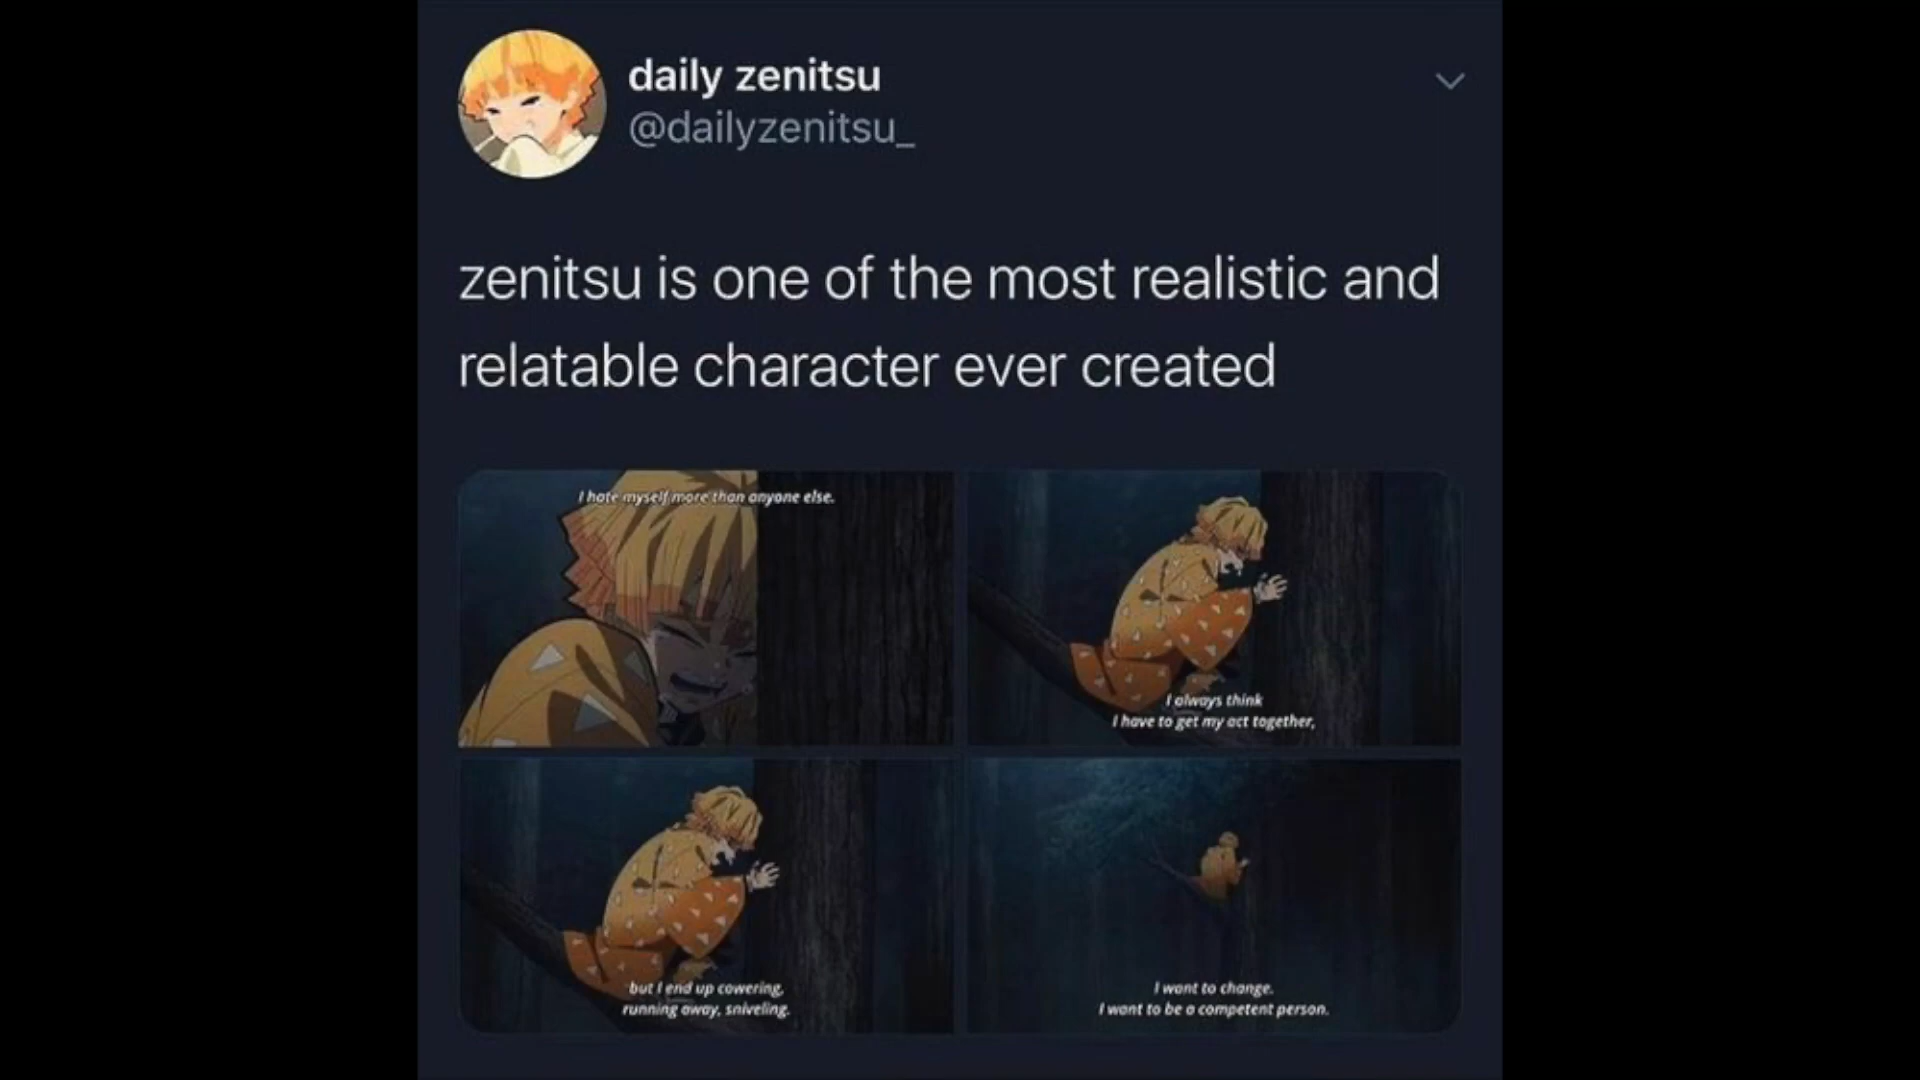 daily zenitsu
@dailyzenitsu_
zenitsu is one of the most realistic and
relatable character ever created
I hate myself more than anyone else.
I always think
I have to get my act together,
but I end up cowering,
running away, sniveling.
I want to change.
I want to be a competent person.